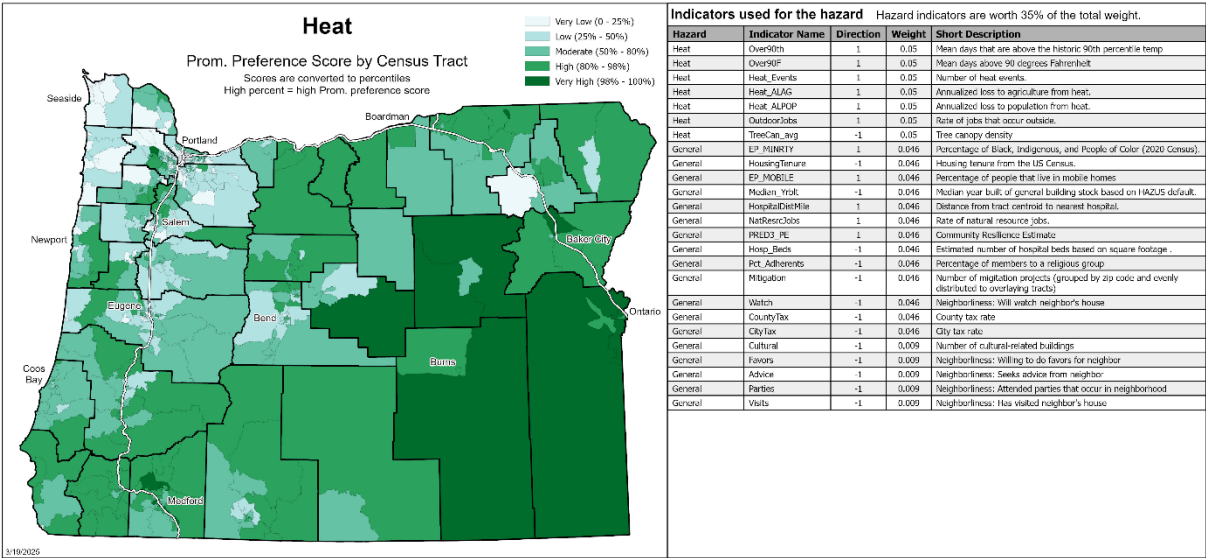 Heat
Prom. Preference Score by Census Tract
Scores are converted to percentiles
High percent = high Prom. preference score
Very Low (0 - 25%)
Low (25% - 50%)
Moderate (50% - 80%)
High (80% - 98%)
Very High (98% - 100%)
Seaside
Portland
Boardman
Salem
Newport
Baker City
Eugene
Bend
Ontario
Burns
Coos
Bay
Medford
3/19/2025
Indicators used for the hazard Hazard indicators are worth 35% of the total weight.
Hazard Indicator Name Direction Weight Short Description
Heat Over90th 1 0.05 Mean days that are above the historic 90th percentile temp
Heat Over90F 1 0.05 Mean days above 90 degrees Fahrenheit
Heat Heat_Events 1 0.05 Number of heat events.
Heat Heat_ALAG 1 0.05 Annualized loss to agriculture from heat.
Heat Heat_ALPOP 1 0.05 Annualized loss to population from heat.
Heat OutdoorJobs 1 0.05 Rate of jobs that occur outside.
Heat TreeCan_avg -1 0.05 Tree canopy density
General EP_MINRTY 1 0.046 Percentage of Black, Indigenous, and People of Color (2020 Census).
General HousingTenure -1 0.046 Housing tenure from the US Census.
General EP_MOBILE 1 0.046 Percentage of people that live in mobile homes
General Median_Yrblt -1 0.046 Median year built of general building stock based on HAZUS default.
General HospitalDistMile 1 0.046 Distance from tract centroid to nearest hospital.
General NatResrcJobs 1 0.046 Rate of natural resource jobs.
General PRED3_PE 1 0.046 Community Resilience Estimate
General Hosp_Beds -1 0.046 Estimated number of hospital beds based on square footage .
General Pct_Adherents -1 0.046 Percentage of members to a religious group
General Mitigation -1 0.046 Number of migitation projects (grouped by zip code and evenly
distributed to overlaying tracts)
General Watch -1 0.046 Neighborliness: Will watch neighbor's house
General CountyTax -1 0.046 County tax rate
General CityTax -1 0.046 City tax rate
General Cultural -1 0.009 Number of cultural-related buildings
General Favors -1 0.009 Neighborliness: Willing to do favors for neighbor
General Advice -1 0.009 Neighborliness: Seeks advice from neighbor
General Parties -1 0.009 Neighborliness: Attended parties that occur in neighborhood
General Visits -1 0.009 Neighborliness: Has visited neighbor's house